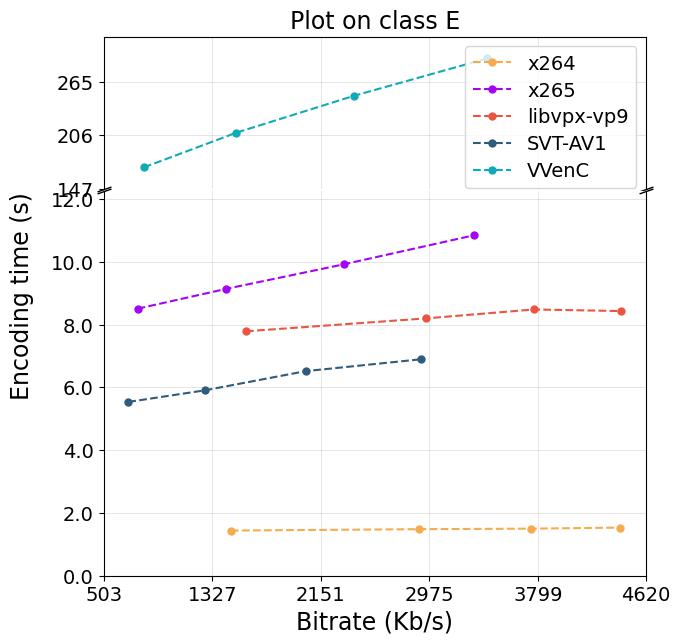 Plot on class E
265
206
147
12.0
10.0
8.0
6.0
4.0
2.0
0.0
Encoding time (s)
x264
x265
libvpx-vp9
SVT-AV1
VVenC
503 1327 2151 2975 3799 4620
Bitrate (Kb/s)